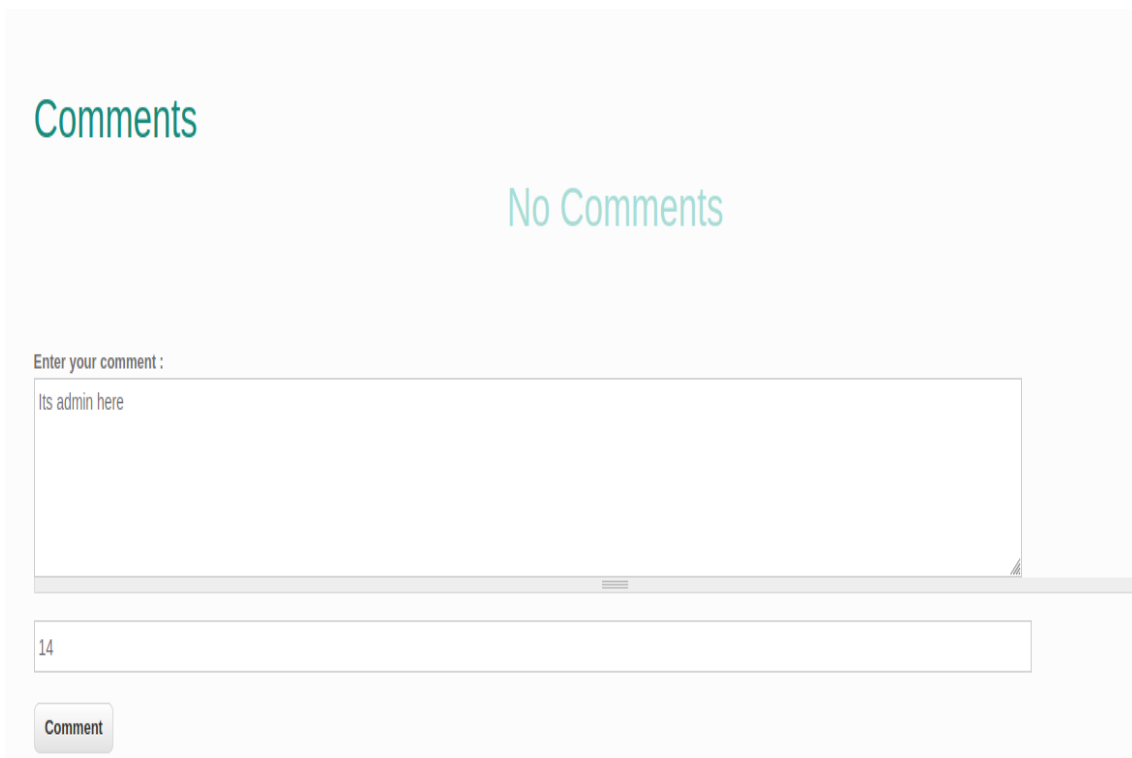 Comments
No Comments
Enter your comment :
Its admin here
14
Comment